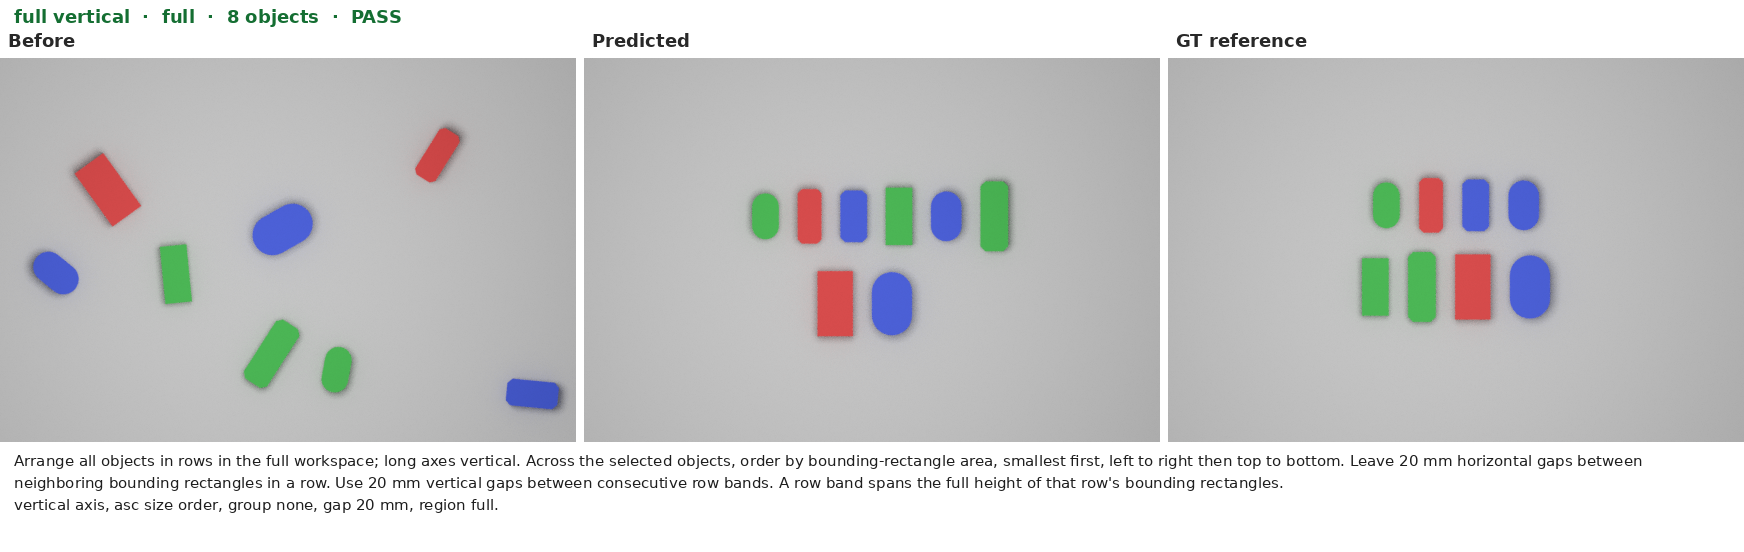 full vertical · full · 8 objects · PASS
Before
Predicted
GT reference
Arrange all objects in rows in the full workspace; long axes vertical. Across the selected objects, order by bounding-rectangle area, smallest first, left to right then top to bottom. Leave 20 mm horizontal gaps between
neighboring bounding rectangles in a row. Use 20 mm vertical gaps between consecutive row bands. A row band spans the full height of that row's bounding rectangles.
vertical axis, asc size order, group none, gap 20 mm, region full.